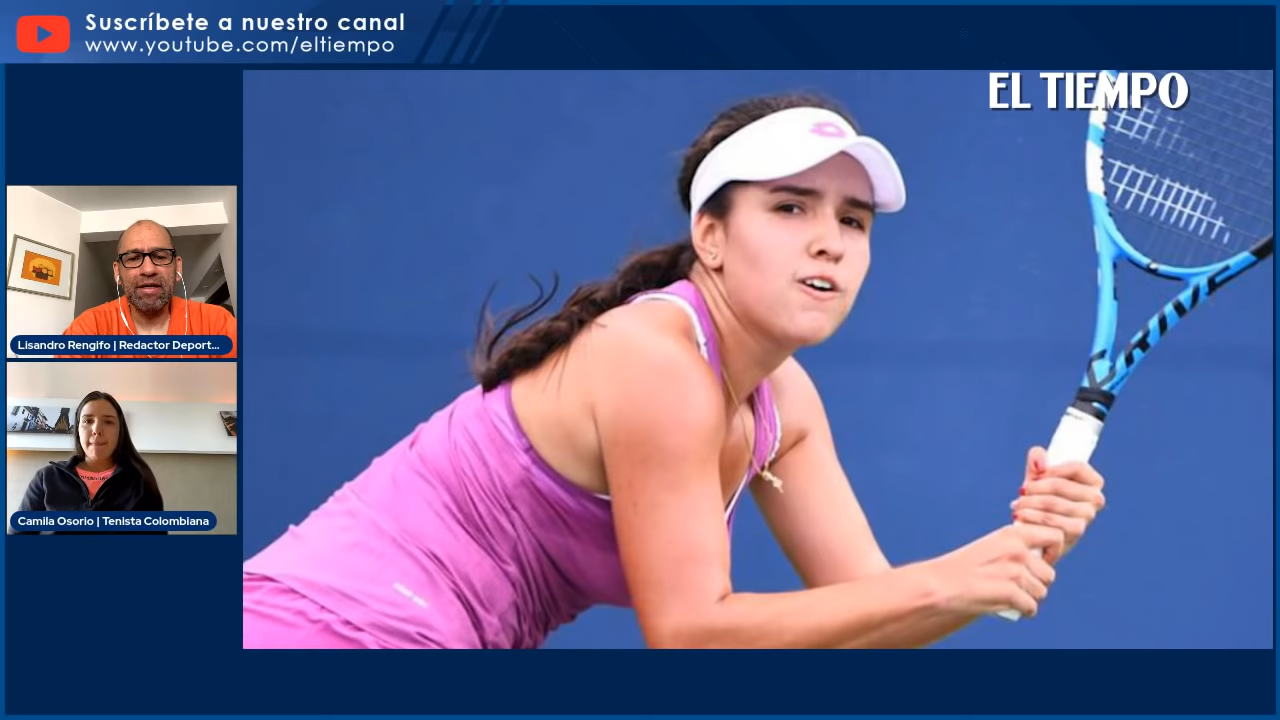 Suscríbete a nuestro canal
www.youtube.com/eltiempo
EL TIEMPO
Lisandro Rengifo | Redactor Deport...
Camila Osorio | Tenista Colombiana